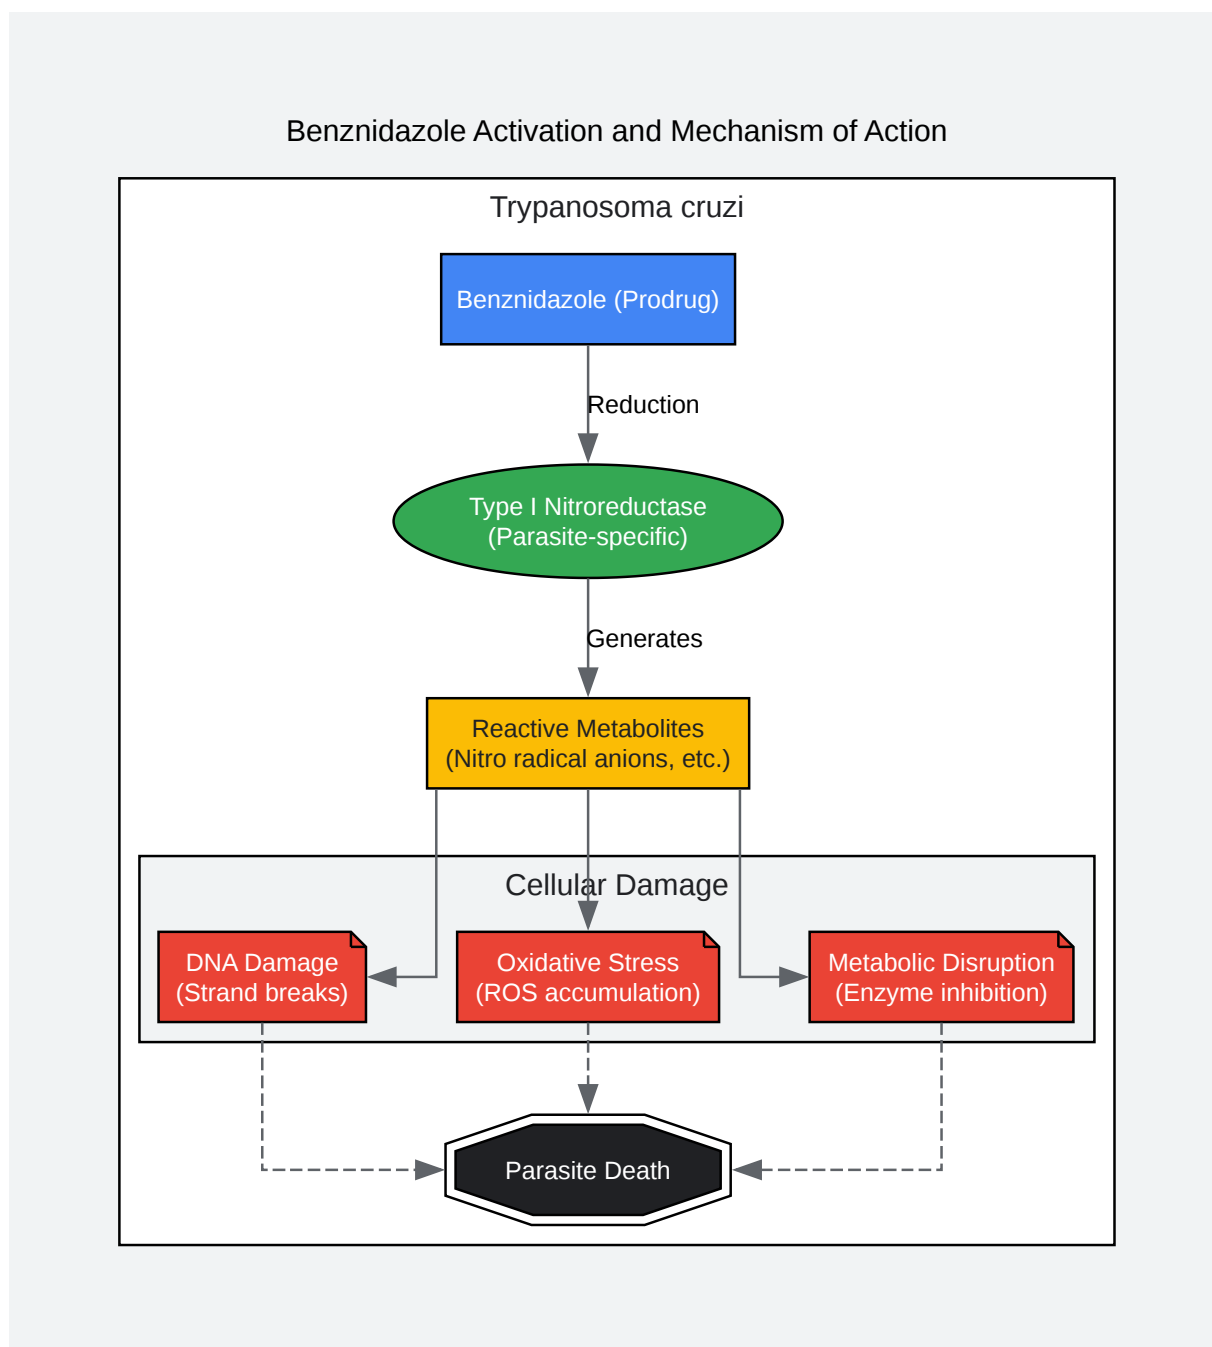 Benznidazole Activation and Mechanism of Action
Trypanosoma cruzi
Benznidazole (Prodrug)
Reduction
Type I Nitroreductase
(Parasite-specific)
Generates
Reactive Metabolites
(Nitro radical anions, etc.)
Cellular Damage
DNA Damage
(Strand breaks)
Oxidative Stress
(ROS accumulation)
Metabolic Disruption
(Enzyme inhibition)
Parasite Death